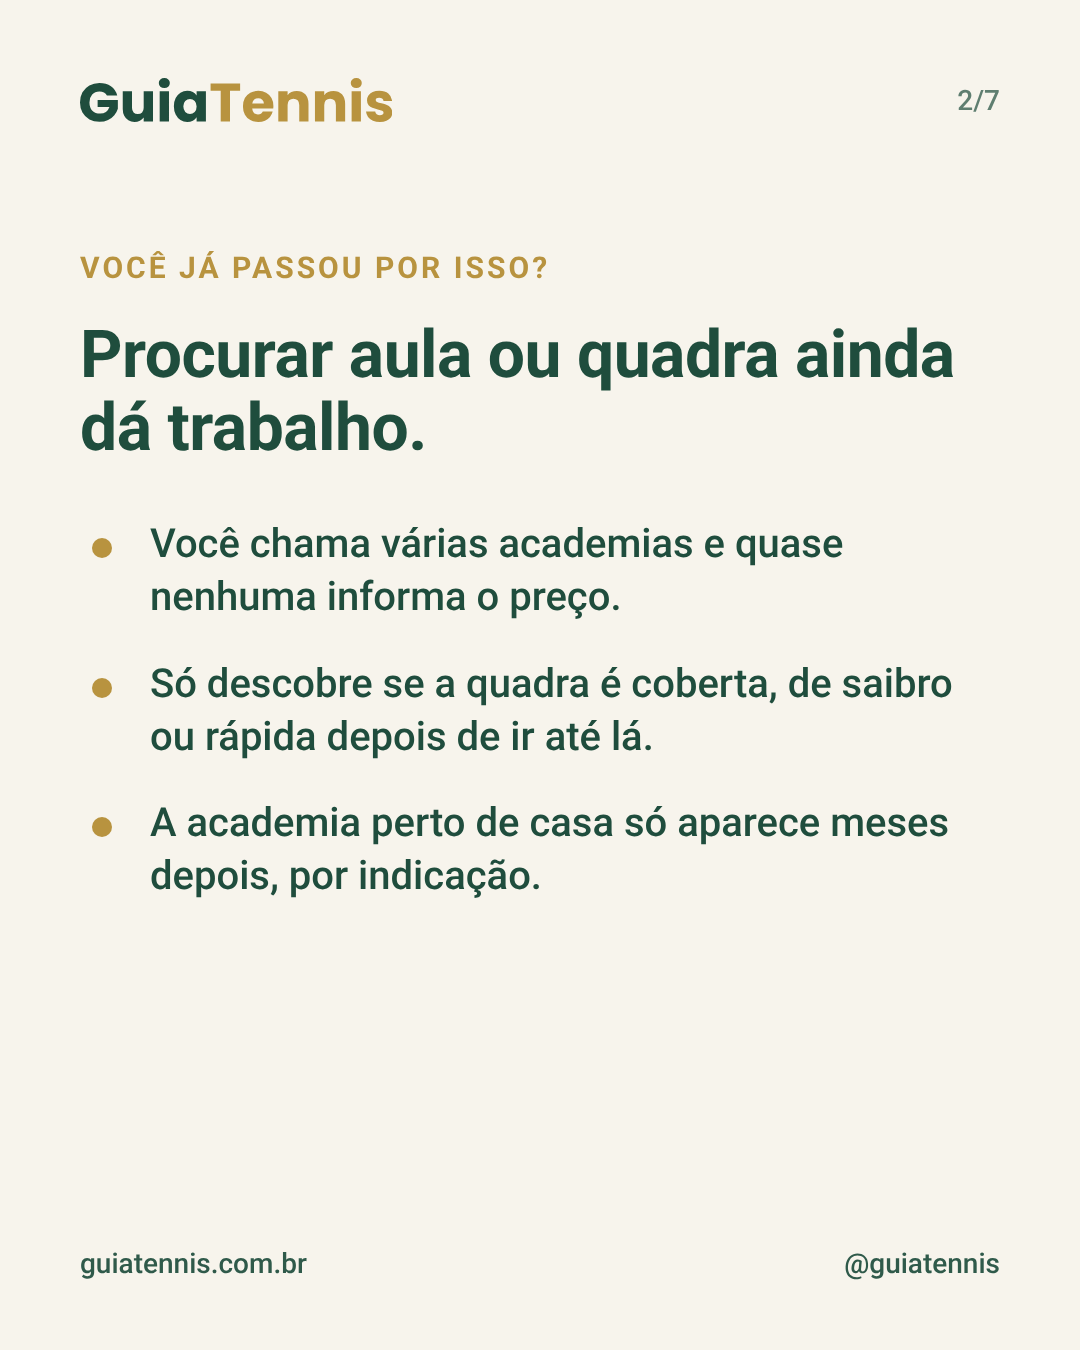 GuiaTennis
2/7
VOCÊ JÁ PASSOU POR ISSO?
Procurar aula ou quadra ainda
dá trabalho.
Você chama várias academias e quase
nenhuma informa o preço.
Só descobre se a quadra é coberta, de saibro
ou rápida depois de ir até lá.
A academia perto de casa só aparece meses
depois, por indicação.
guiatennis.com.br
@guiatennis